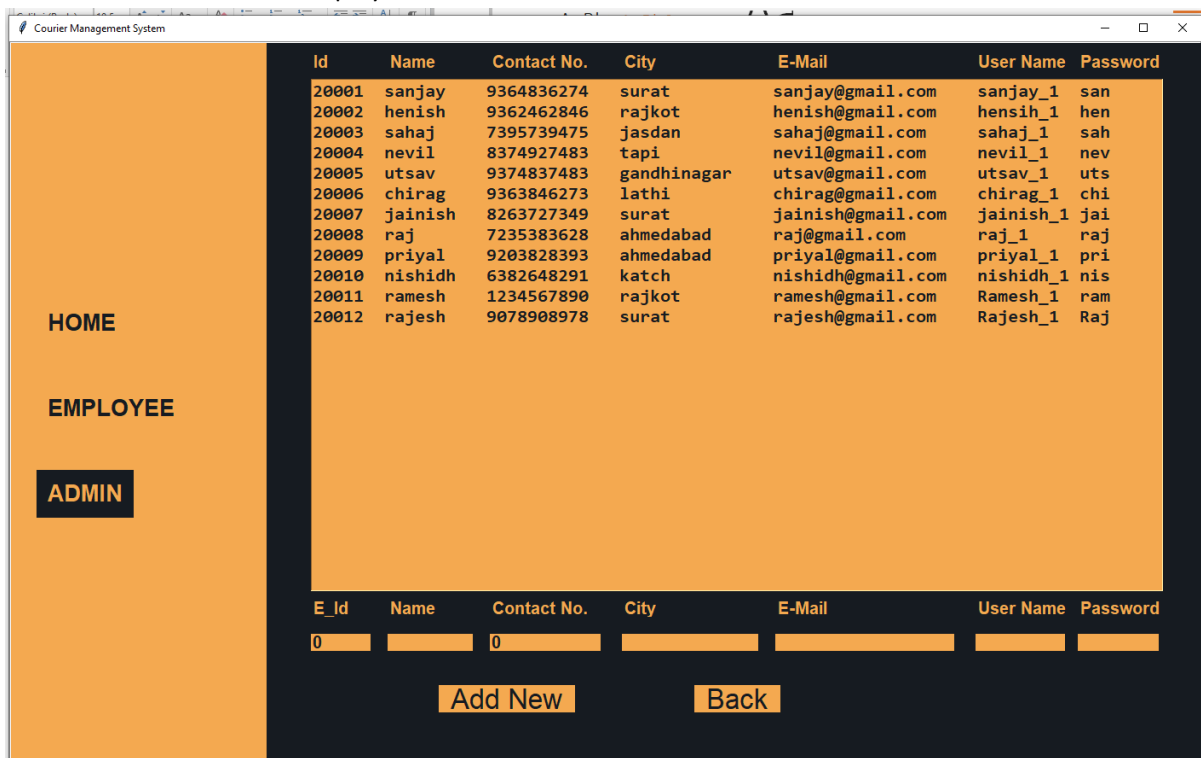 Courier Management System
Id Name Contact No. City E-Mail User Name Password
20001 sanjay 9364836274 surat sanjay@gmail.com sanjay_1 san
20002 henish 9362462846 rajkot henish@gmail.com hensih_1 hen
20003 sahaj 7395739475 jasdan sahaj@gmail.com sahaj_1 sah
20004 nevil 8374927483 tapi nevil@gmail.com nevil_1 nev
20005 utsav 9374837483 gandhinagar utsav@gmail.com utsav_1 uts
20006 chirag 9363846273 lathi chirag@gmail.com chirag_1 chi
20007 jainish 8263727349 surat jainish@gmail.com jainish_1 jai
20008 raj 7235383628 ahmedabad raj@gmail.com raj_1 raj
20009 priyal 9203828393 ahmedabad priyal@gmail.com priyal_1 pri
20010 nishidh 6382648291 katch nishidh@gmail.com nishidh_1 nis
20011 ramesh 1234567890 rajkot ramesh@gmail.com Ramesh_1 ram
20012 rajesh 9078908978 surat rajesh@gmail.com Rajesh_1 Raj
HOME
EMPLOYEE
ADMIN
E_Id Name Contact No. City E-Mail User Name Password
0 0
Add New Back